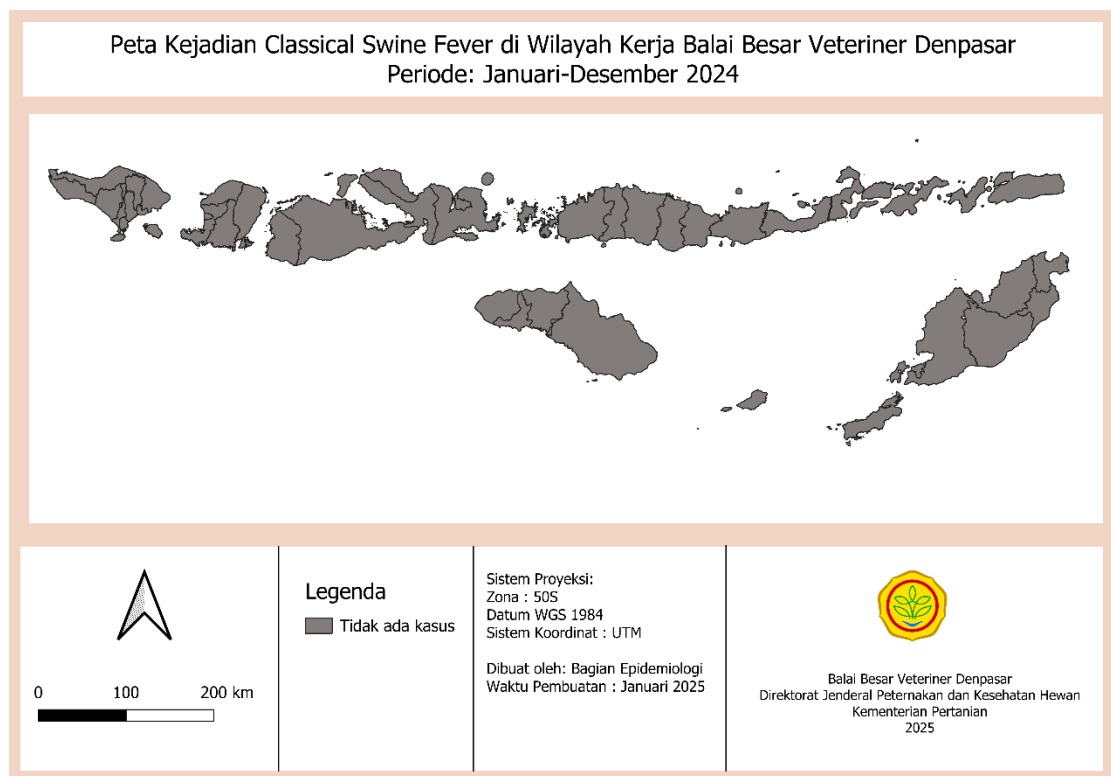 Peta Kejadian Classical Swine Fever di Wilayah Kerja Balai Besar Veteriner Denpasar
Periode: Januari-Desember 2024
0 100 200 km
Legenda
Tidak ada kasus
Sistem Proyeksi:
Zona : 50S
Datum WGS 1984
Sistem Koordinat : UTM
Dibuat oleh: Bagian Epidemiologi
Waktu Pembuatan : Januari 2025
Balai Besar Veteriner Denpasar
Direktorat Jenderal Peternakan dan Kesehatan Hewan
Kementerian Pertanian
2025